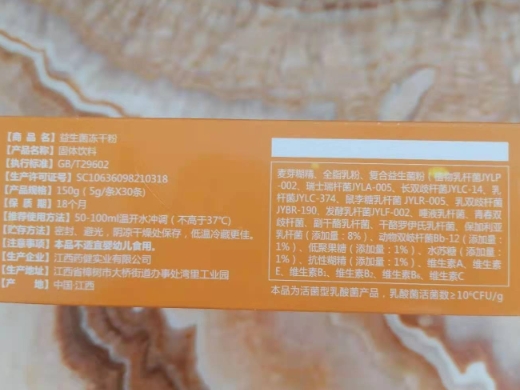 【商 品 名】益生菌冻干粉
【产品名称】固体饮料
【执行标准】GB/T29602
【生产许可证号】SC10636098210318
【产品规格】150g（5g/条X30条）
【保 质 期】18个月
【推荐使用方法】50-100ml温开水冲调（不高于37℃）
【贮存方法】密封、避光，阴凉干燥处保存，低温冷藏更佳。
【注意事项】本品不适宜婴幼儿食用。
【生产企业】江西药健实业有限公司
【生产地址】江西省樟树市大桥街道办事处湾里工业园
【产 地】中国·江西
麦芽糊精、全脂乳粉、复合益生菌粉（植物乳杆菌JYLP
-002、瑞士乳杆菌JYLA-005、长双歧杆菌JYLC-14、乳
JYLC-374、鼠李糖乳杆菌JYLR-005、乳双歧杆菌
JYBR-190、发酵乳杆菌JYLF-002、唾液乳杆菌、青春双
歧杆菌、副干酪乳杆菌、干酪罗伊氏乳杆菌、保加利亚
乳杆菌（添加量：8%）、动物双歧杆菌Bb-12（添加量：
1%）、低聚果糖（添加量：1%）、水苏糖（添加量：
1%）、抗性糊精（添加量：1%）、维生素A、维生素
E、维生素B₁、维生素B₂、维生素B₆、维生素C
本品为活菌型乳酸菌产品，乳酸菌活菌数≥10⁶CFU/g